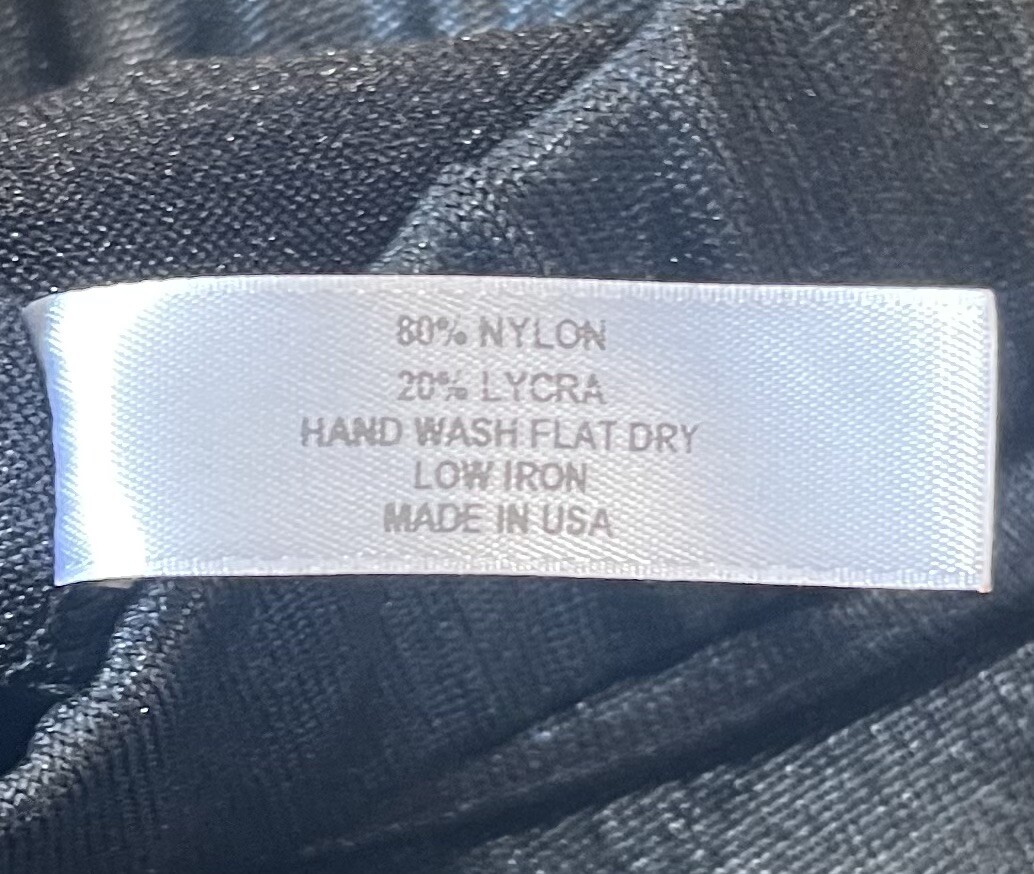 80% NYLON
20% LYCRA
HAND WASH FLAT DRY
LOW IRON
MADE IN USA